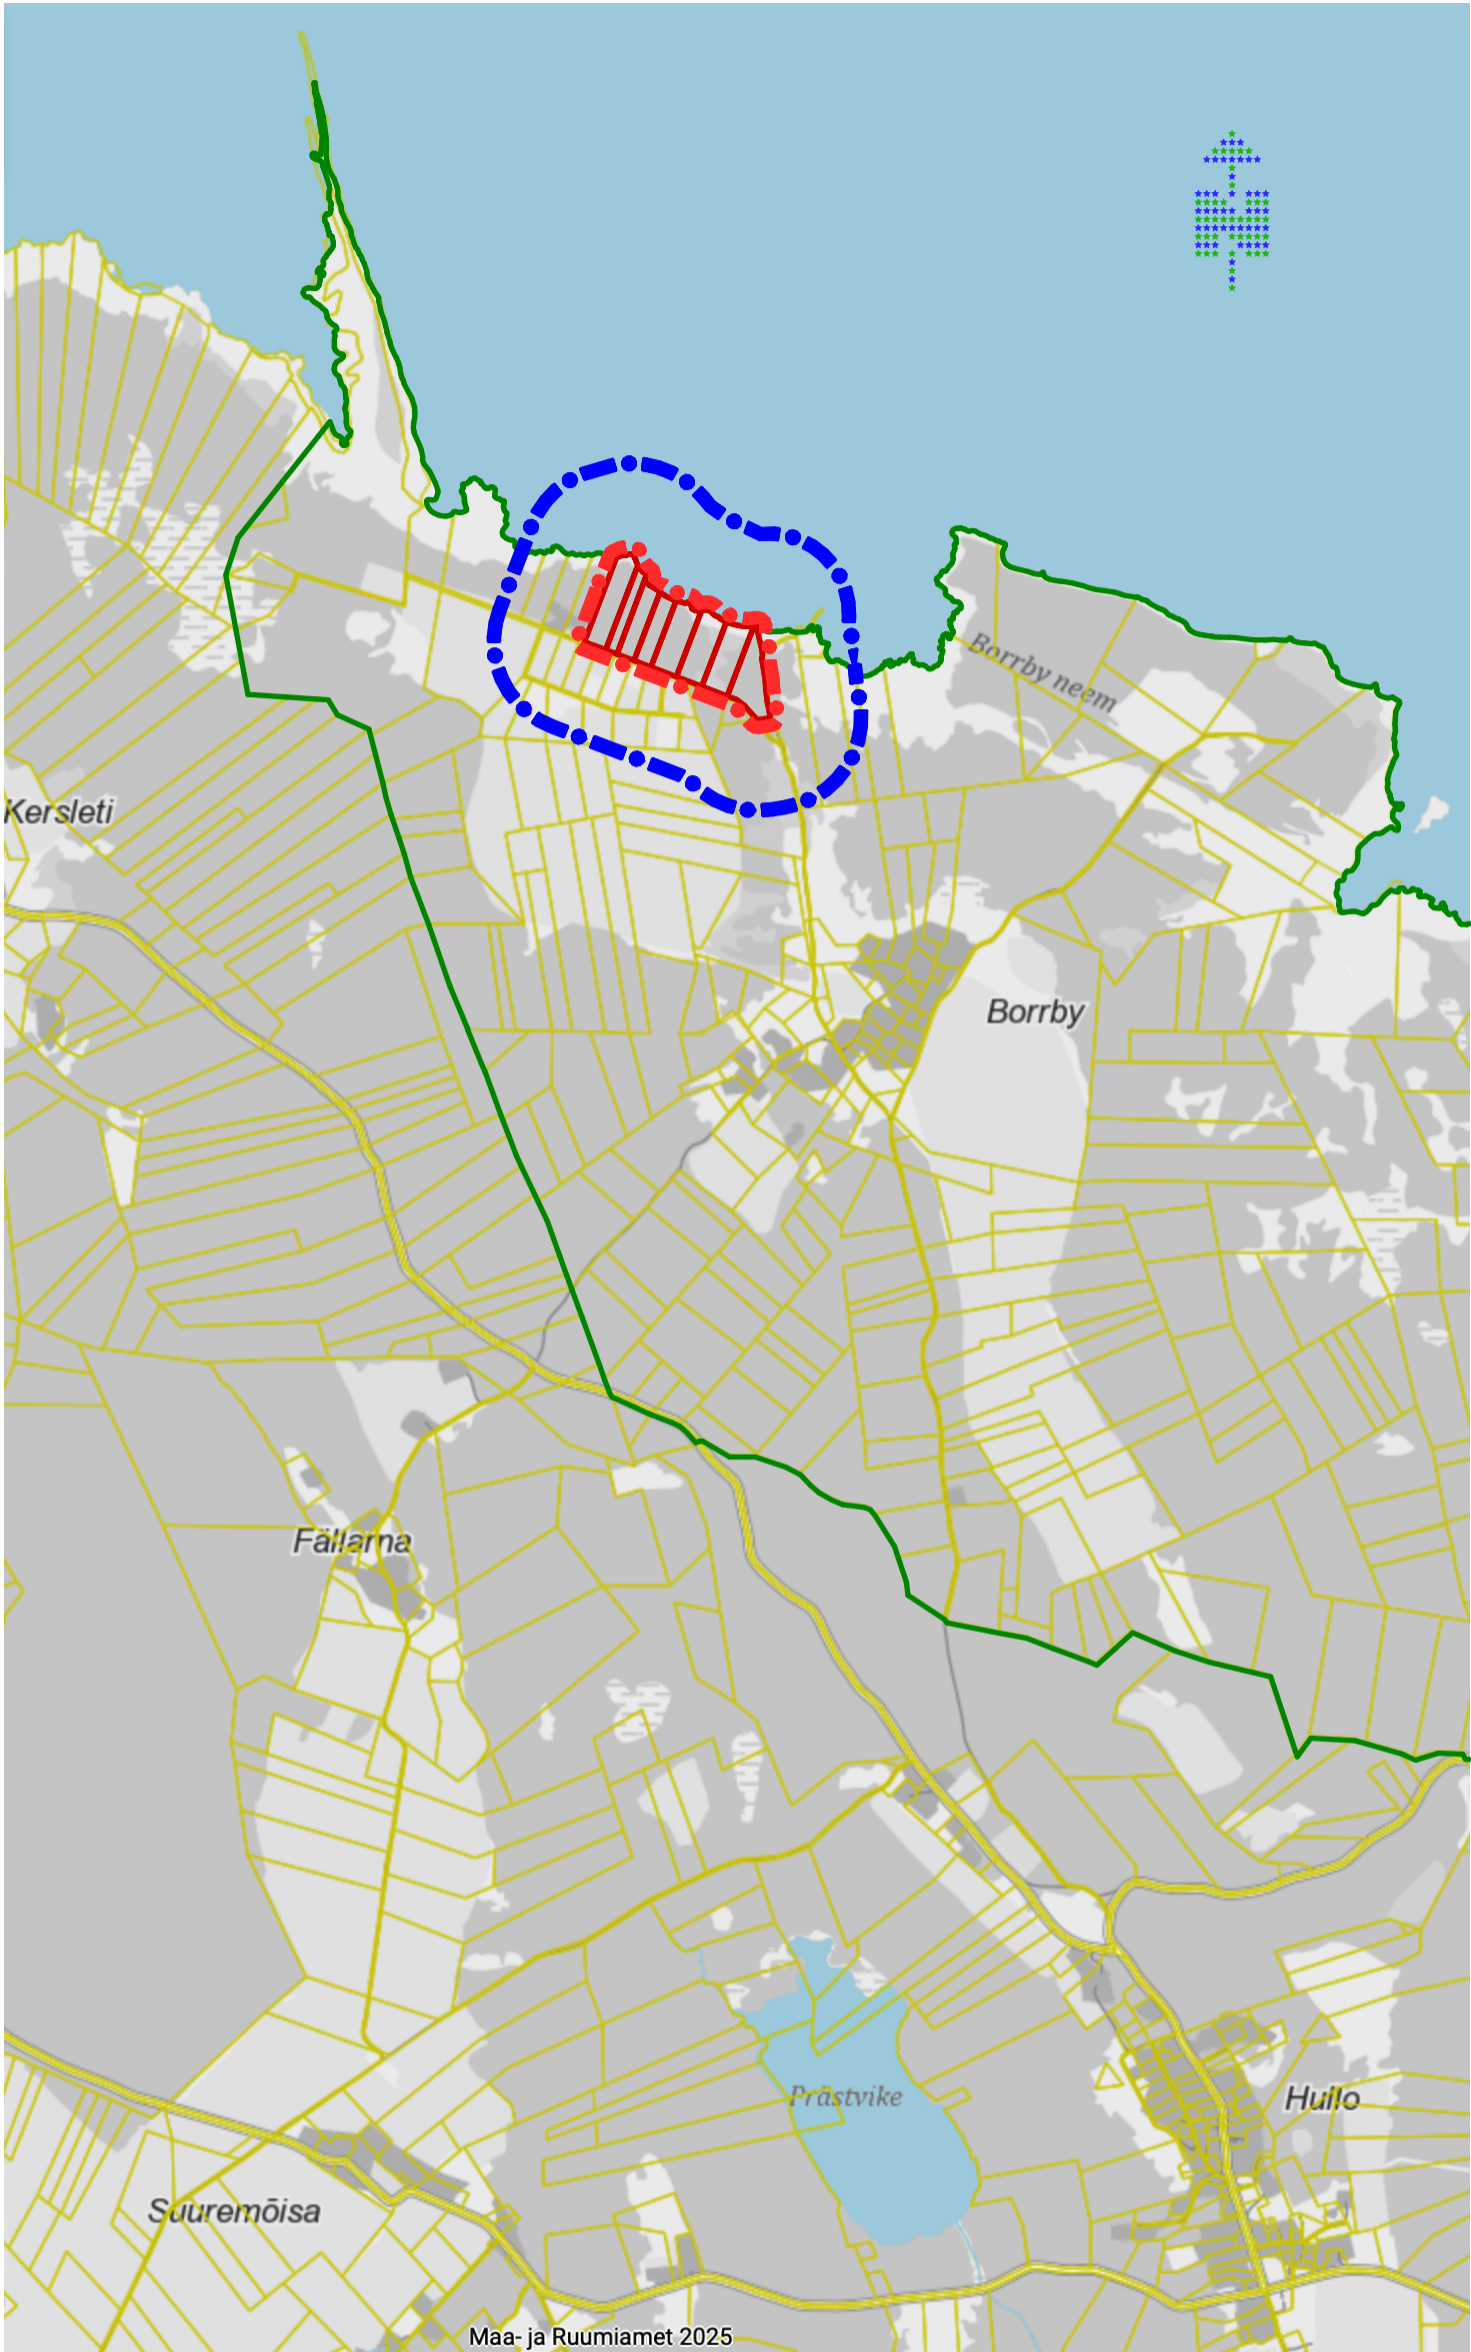 Borrby neem
Kersleti
Borrby
Fällarna
Prästvike
Hullo
Suuremõisa
Maa- ja Ruumiamet 2025